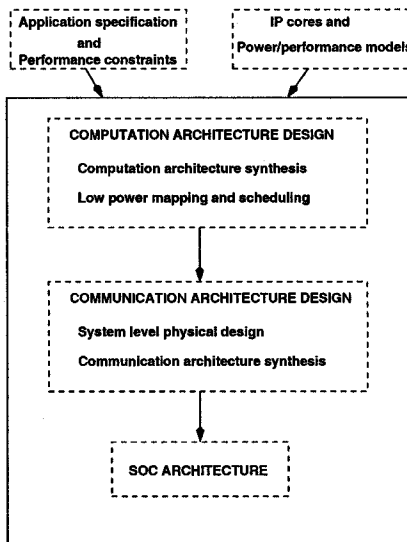 Application specification
and
Performance constraints
IP cores and
Power/performance models
COMPUTATION ARCHITECTURE DESIGN
Computation architecture synthesis
Low power mapping and scheduling
COMMUNICATION ARCHITECTURE DESIGN
System level physical design
Communication architecture synthesis
SOC ARCHITECTURE